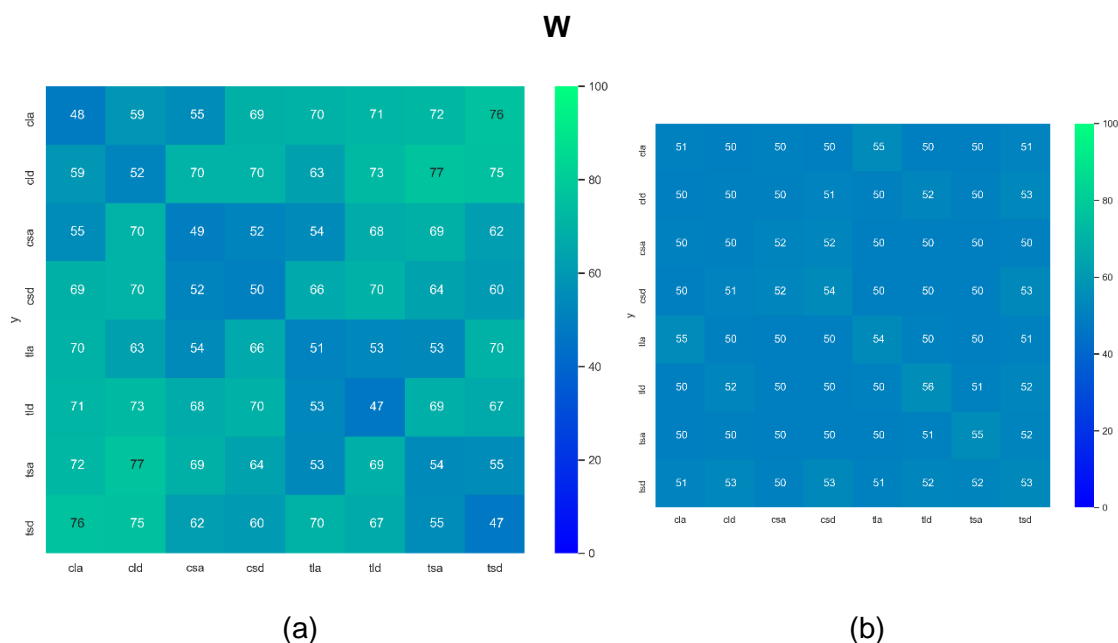 W
cla 48 59 55 69 70 71 72 76
cld 59 52 70 70 63 73 77 75
csa 55 70 49 52 54 68 69 62
csd 69 70 52 50 66 70 64 60
y
tla 70 63 54 66 51 53 53 70
tld 71 73 68 70 53 47 69 67
tsa 72 77 69 64 53 69 54 55
tsd 76 75 62 60 70 67 55 47
cla cld csa csd tla tld tsa tsd
100
80
60
40
20
0
(a)
cla 51 50 50 50 55 50 50 51
cld 50 50 50 51 50 52 50 53
csa 50 50 52 52 50 50 50 50
csd 50 51 52 54 50 50 50 53
y
tla 55 50 50 50 54 50 50 51
tld 50 52 50 50 50 56 51 52
tsa 50 50 50 50 50 51 55 52
tsd 51 53 50 53 51 52 52 53
cla cld csa csd tla tld tsa tsd
100
80
60
40
20
0
(b)